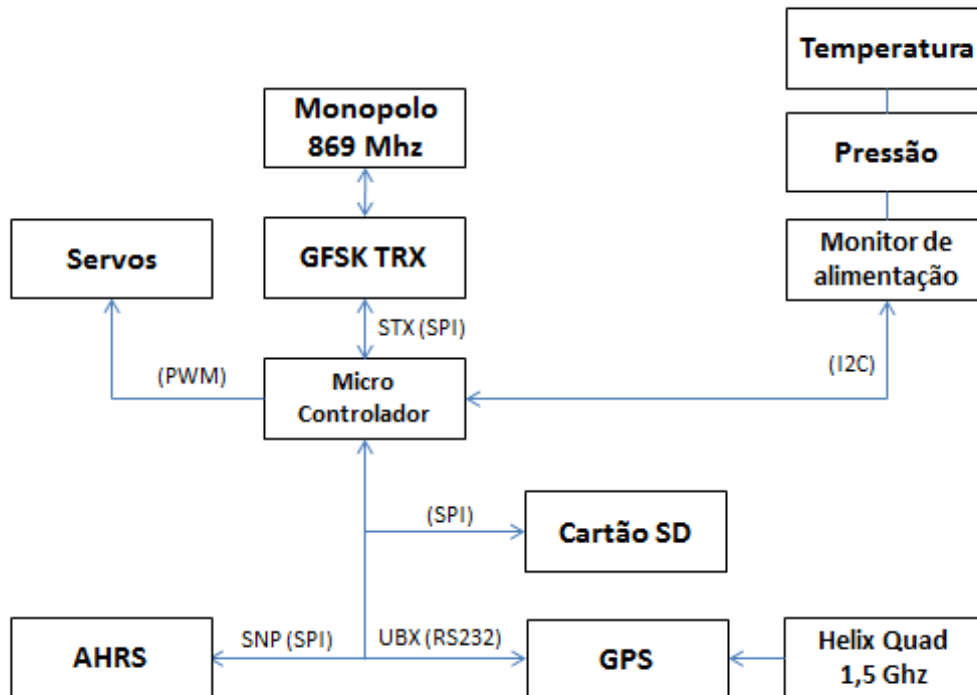 Temperatura
Monopolo
869 Mhz
Pressão
Servos
GFSK TRX
Monitor de
alimentação
STX (SPI)
(PWM)
(I2C)
Micro
Controlador
(SPI)
Cartão SD
AHRS
SNP (SPI)
UBX (RS232)
GPS
Helix Quad
1,5 Ghz